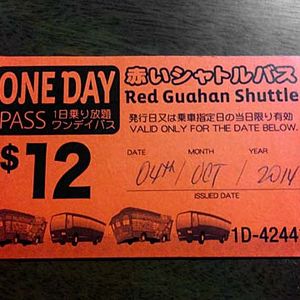 ONE DAY
PASS 1日乗り放題
ワンデイパス
$12
赤いシャトルバス
Red Guahan Shuttle
発行日又は乗車指定日の当日限り有効
VALID ONLY FOR THE DATE BELOW.
DATE MONTH YEAR
04th / OCT / 2014
ISSUED DATE
1D-4244